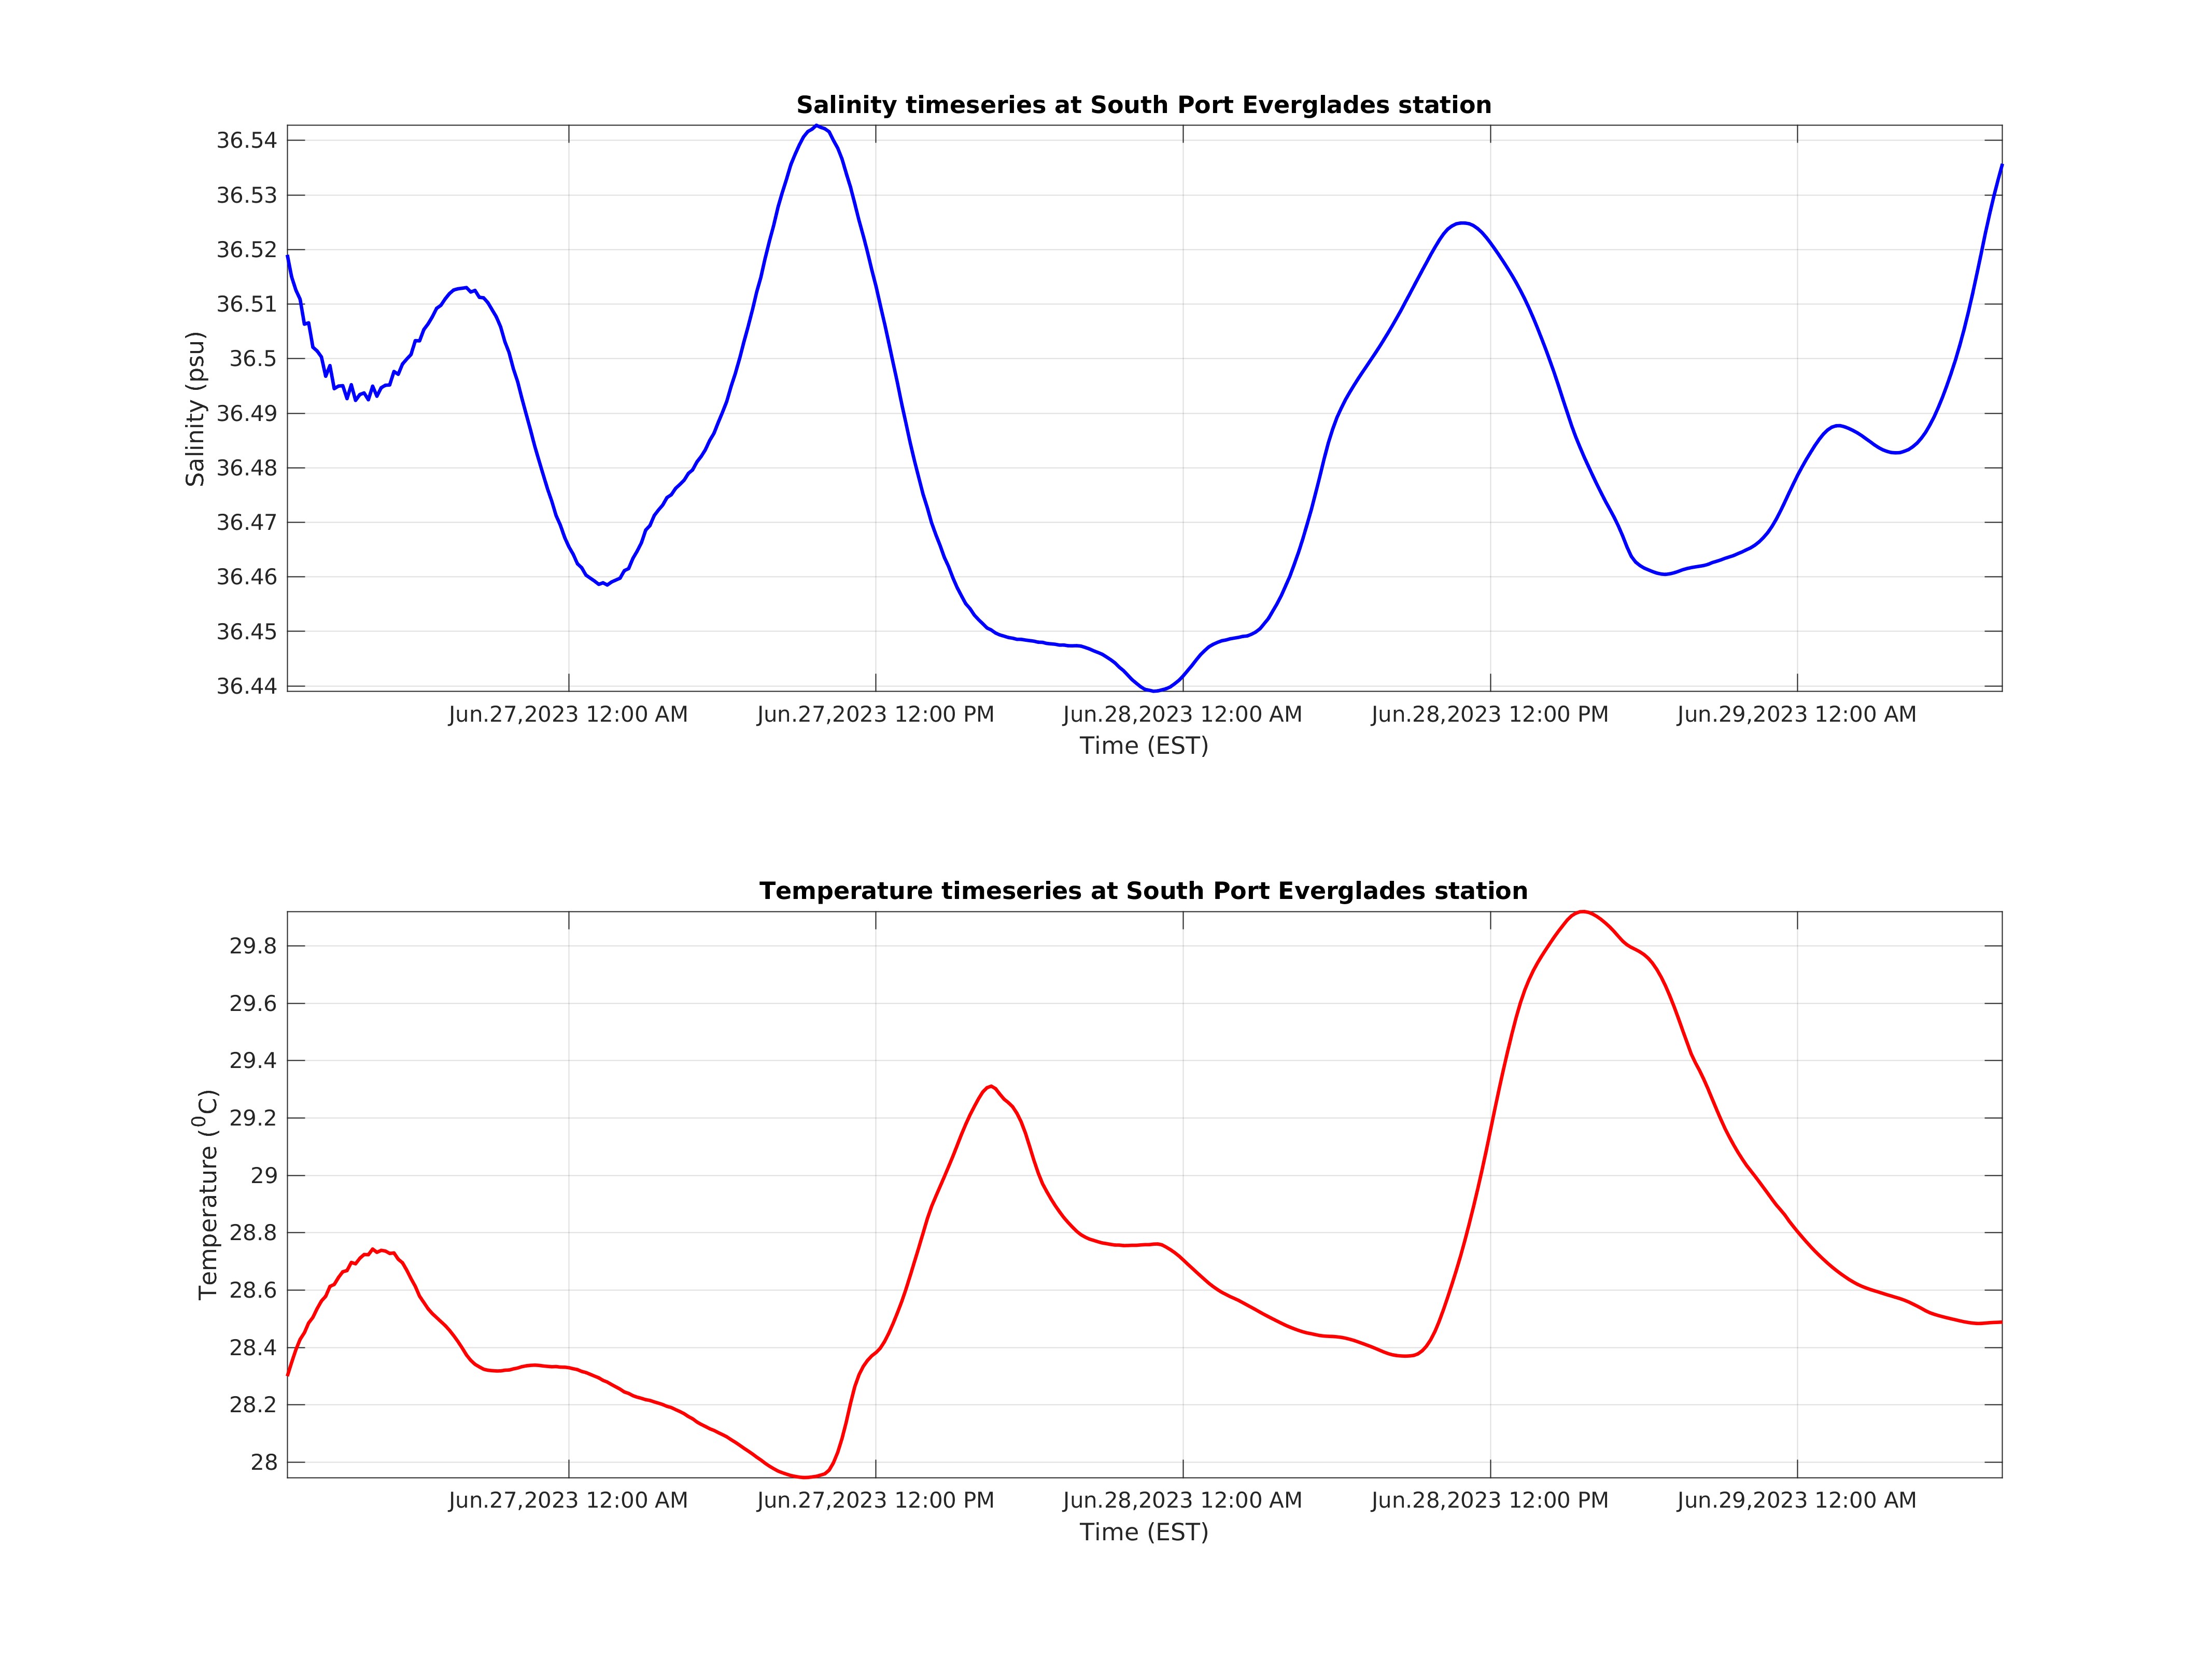 Salinity timeseries at South Port Everglades station
36.54
36.53
36.52
36.51
36.5
36.49
36.48
36.47
36.46
36.45
36.44
Salinity (psu)
Jun.27,2023 12:00 AM
Jun.27,2023 12:00 PM
Jun.28,2023 12:00 AM
Jun.28,2023 12:00 PM
Jun.29,2023 12:00 AM
Time (EST)
Temperature timeseries at South Port Everglades station
29.8
29.6
29.4
29.2
29
28.8
28.6
28.4
28.2
28
Temperature (⁰C)
Jun.27,2023 12:00 AM
Jun.27,2023 12:00 PM
Jun.28,2023 12:00 AM
Jun.28,2023 12:00 PM
Jun.29,2023 12:00 AM
Time (EST)